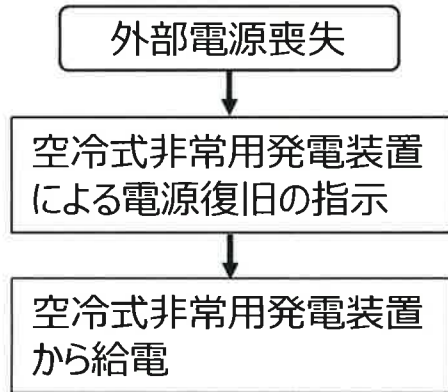 外部電源喪失
空冷式非常用発電装置
による電源復旧の指示
空冷式非常用発電装置
から給電